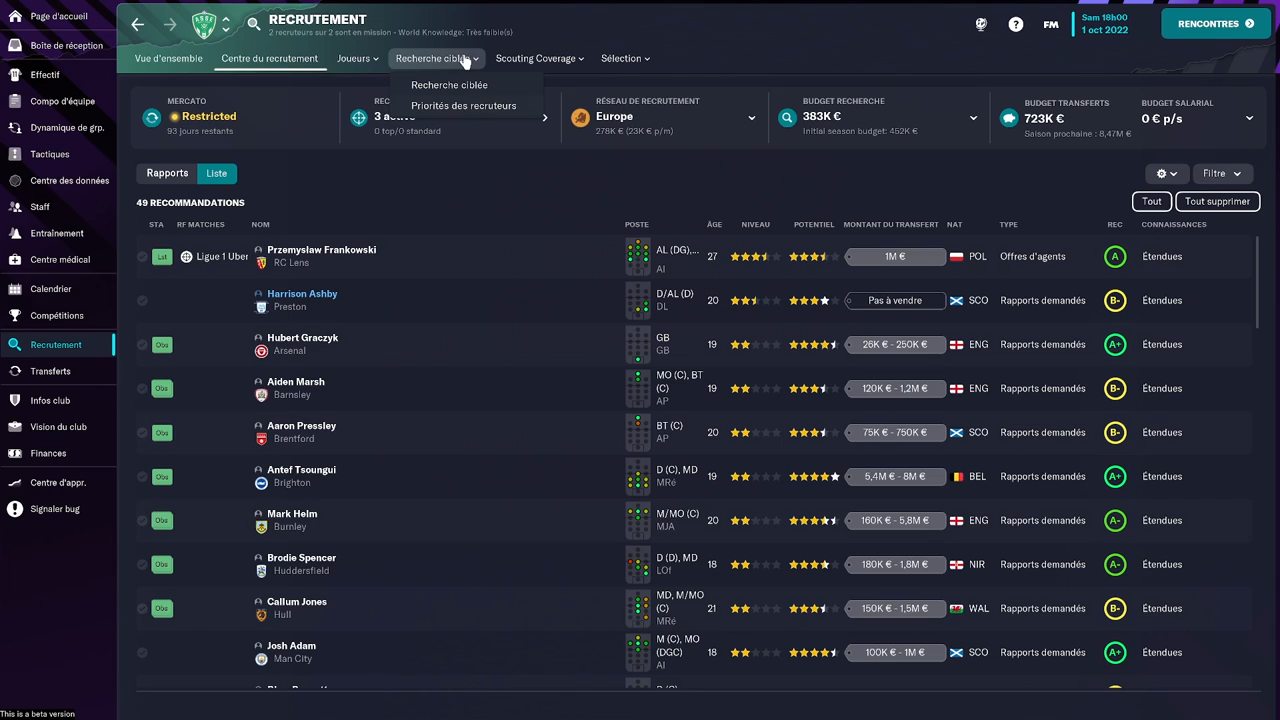 Page d'accueil
Boîte de réception
Effectif
Compo d'équipe
Dynamique de grp.
Tactiques
Centre des données
Staff
Entraînement
Centre médical
Calendrier
Compétitions
Recrutement
Transferts
Infos club
Vision du club
Finances
Centre d'appr.
Signaler bug
This is a beta version
ASSE
RECRUTEMENT
2 recruteurs sur 2 sont en mission - World Knowledge: Très faible(s)
FM
Sam 18h00
1 oct 2022
RENCONTRES
Vue d'ensemble
Centre du recrutement
Joueurs
Recherche ciblée
Scouting Coverage
Sélection
Recherche ciblée
Priorités des recruteurs
MERCATO
Restricted
93 jours restants
REC
3 active
0 top/0 standard
RÉSEAU DE RECRUTEMENT
Europe
278K € (23K € p/m)
BUDGET RECHERCHE
383K €
Initial season budget: 452K €
BUDGET TRANSFERTS
723K €
Saison prochaine : 8,47M €
BUDGET SALARIAL
0 € p/s
Rapports
Liste
Filtre
49 RECOMMANDATIONS
Tout
Tout supprimer
STA RF MATCHES NOM POSTE ÂGE NIVEAU POTENTIEL MONTANT DU TRANSFERT NAT TYPE REC CONNAISSANCES
Lst Ligue 1 Uber Przemyslaw Frankowski RC Lens AL (DG),... AI 27 1M € POL Offres d'agents A Étendues
Harrison Ashby Preston D/AL (D) DL 20 Pas à vendre SCO Rapports demandés B- Étendues
Obs Hubert Graczyk Arsenal GB GB 19 26K € - 250K € ENG Rapports demandés A+ Étendues
Obs Aiden Marsh Barnsley MO (C), BT (C) AP 19 120K € - 1,2M € ENG Rapports demandés B- Étendues
Obs Aaron Pressley Brentford BT (C) AP 20 75K € - 750K € SCO Rapports demandés B- Étendues
Obs Antef Tsoungui Brighton D (C), MD MRé 19 5,4M € - 8M € BEL Rapports demandés A+ Étendues
Obs Mark Helm Burnley M/MO (C) MJA 20 160K € - 5,8M € ENG Rapports demandés A- Étendues
Obs Brodie Spencer Huddersfield D (D), MD LOf 18 180K € - 1,8M € NIR Rapports demandés A- Étendues
Obs Callum Jones Hull MD, M/MO (C) MRé 21 150K € - 1,5M € WAL Rapports demandés B- Étendues
Josh Adam Man City M (C), MO (DGC) AI 18 100K € - 1M € SCO Rapports demandés A+ Étendues